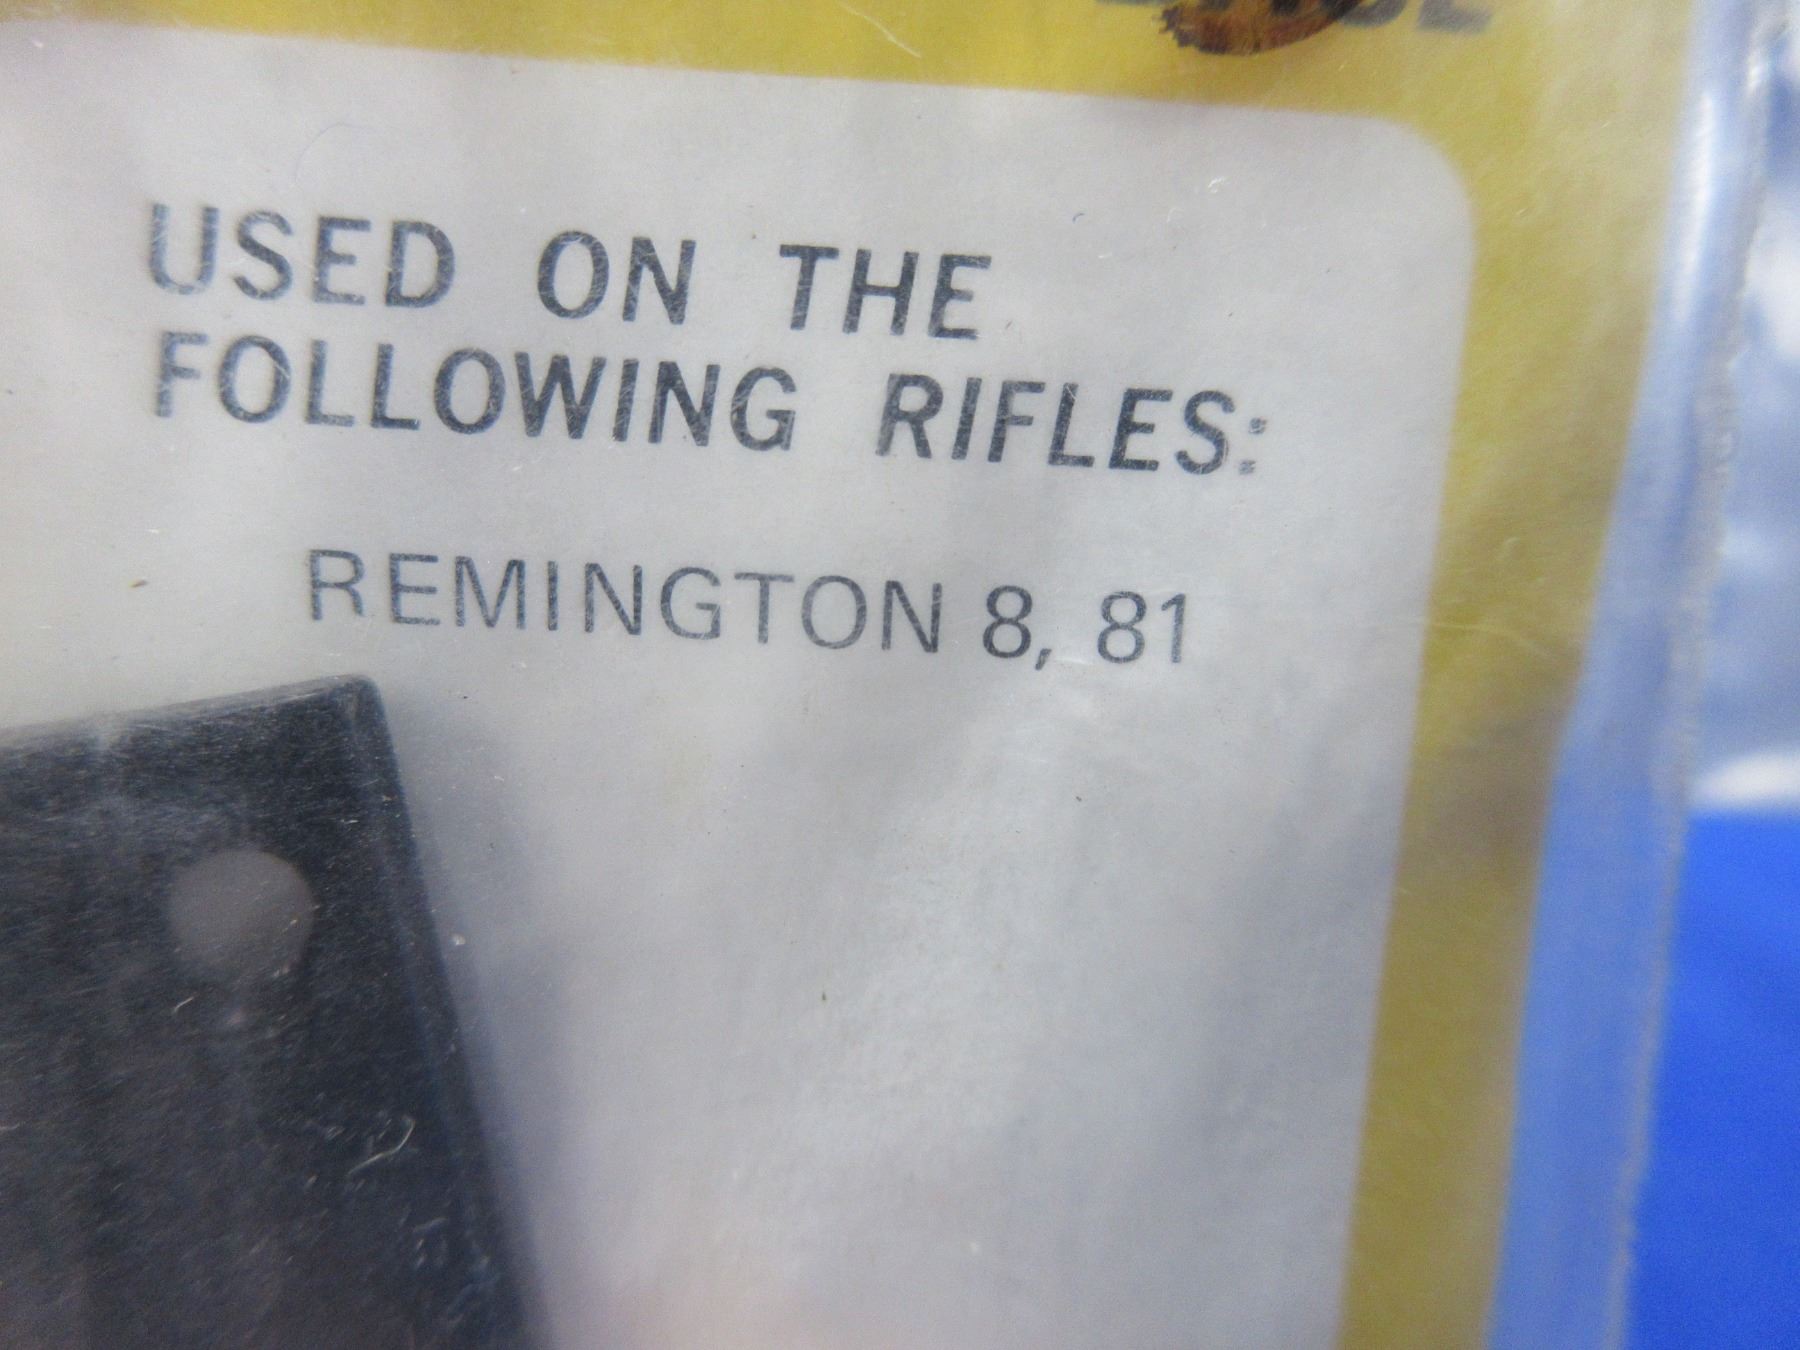 USED ON THE
FOLLOWING RIFLES:
REMINGTON 8, 81